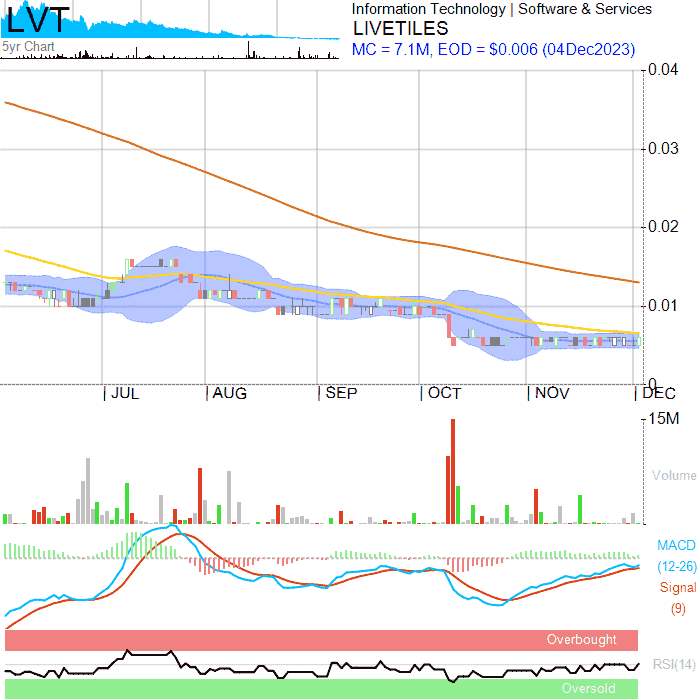 LVT
5yr Chart
Information Technology | Software & Services
LIVETILES
MC = 7.1M, EOD = $0.006 (04Dec2023)
0.04
0.03
0.02
0.01
0
JUL
AUG
SEP
OCT
NOV
DEC
15M
Volume
MACD
(12-26)
Signal
(9)
Overbought
RSI(14)
Oversold